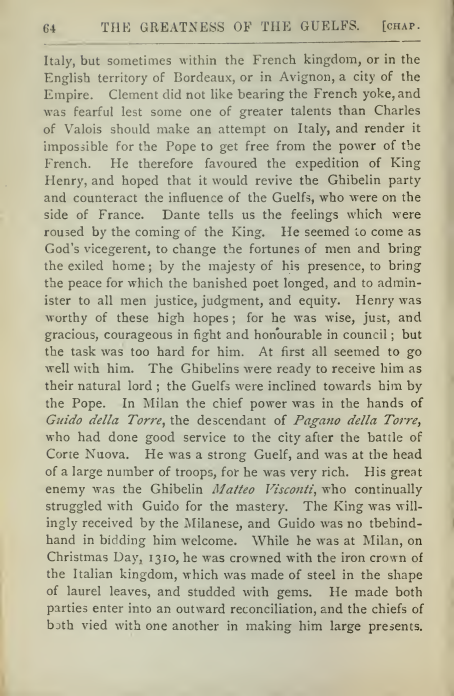 64 THE GREATNESS OF THE GUELFS. [CHAP.
Italy, but sometimes within the French kingdom, or in the
English territory of Bordeaux, or in Avignon, a city of the
Empire. Clement did not like bearing the French yoke, and
was fearful lest some one of greater talents than Charles
of Valois should make an attempt on Italy, and render it
impossible for the Pope to get free from the power of the
French. He therefore favoured the expedition of King
Henry, and hoped that it would revive the Ghibelin party
and counteract the influence of the Guelfs, who were on the
side of France. Dante tells us the feelings which were
roused by the coming of the King. He seemed to come as
God's vicegerent, to change the fortunes of men and bring
the exiled home; by the majesty of his presence, to bring
the peace for which the banished poet longed, and to admin-
ister to all men justice, judgment, and equity. Henry was
worthy of these high hopes; for he was wise, just, and
gracious, courageous in fight and honourable in council; but
the task was too hard for him. At first all seemed to go
well with him. The Ghibelins were ready to receive him as
their natural lord; the Guelfs were inclined towards him by
the Pope. In Milan the chief power was in the hands of
Guido della Torre, the descendant of Pagano della Torre,
who had done good service to the city after the battle of
Corte Nuova. He was a strong Guelf, and was at the head
of a large number of troops, for he was very rich. His great
enemy was the Ghibelin Matteo Visconti, who continually
struggled with Guido for the mastery. The King was will-
ingly received by the Milanese, and Guido was no tbehind-
hand in bidding him welcome. While he was at Milan, on
Christmas Day, 1310, he was crowned with the iron crown of
the Italian kingdom, which was made of steel in the shape
of laurel leaves, and studded with gems. He made both
parties enter into an outward reconciliation, and the chiefs of
both vied with one another in making him large presents.